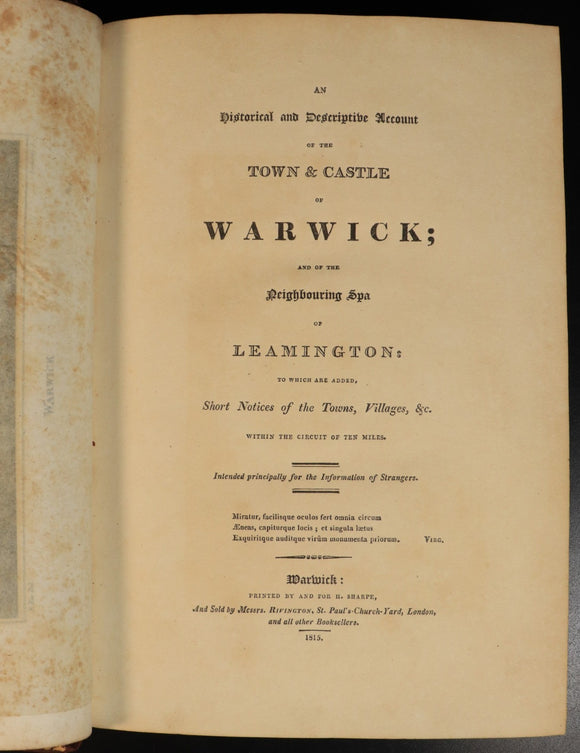 AN
Historical and Descriptive Account
OF THE
TOWN & CASTLE
OF
WARWICK;
AND OF THE
Neighbouring Spa
OF
LEAMINGTON:
TO WHICH ARE ADDED,
Short Notices of the Towns, Villages, &c.
WITHIN THE CIRCUIT OF TEN MILES.
Intended principally for the Information of Strangers.
Miratur, facilisque oculos fert omnia circum
Æneas, capiturque locis; et singula lætus
Exquirisque auditque virûm monumenta priorum. VIRG.
Warwick:
PRINTED BY AND FOR H. SHARPE,
And Sold by Messrs. RIVINGTON, St. Paul's-Church-Yard, London,
and all other Booksellers.
1815.
WARWICK